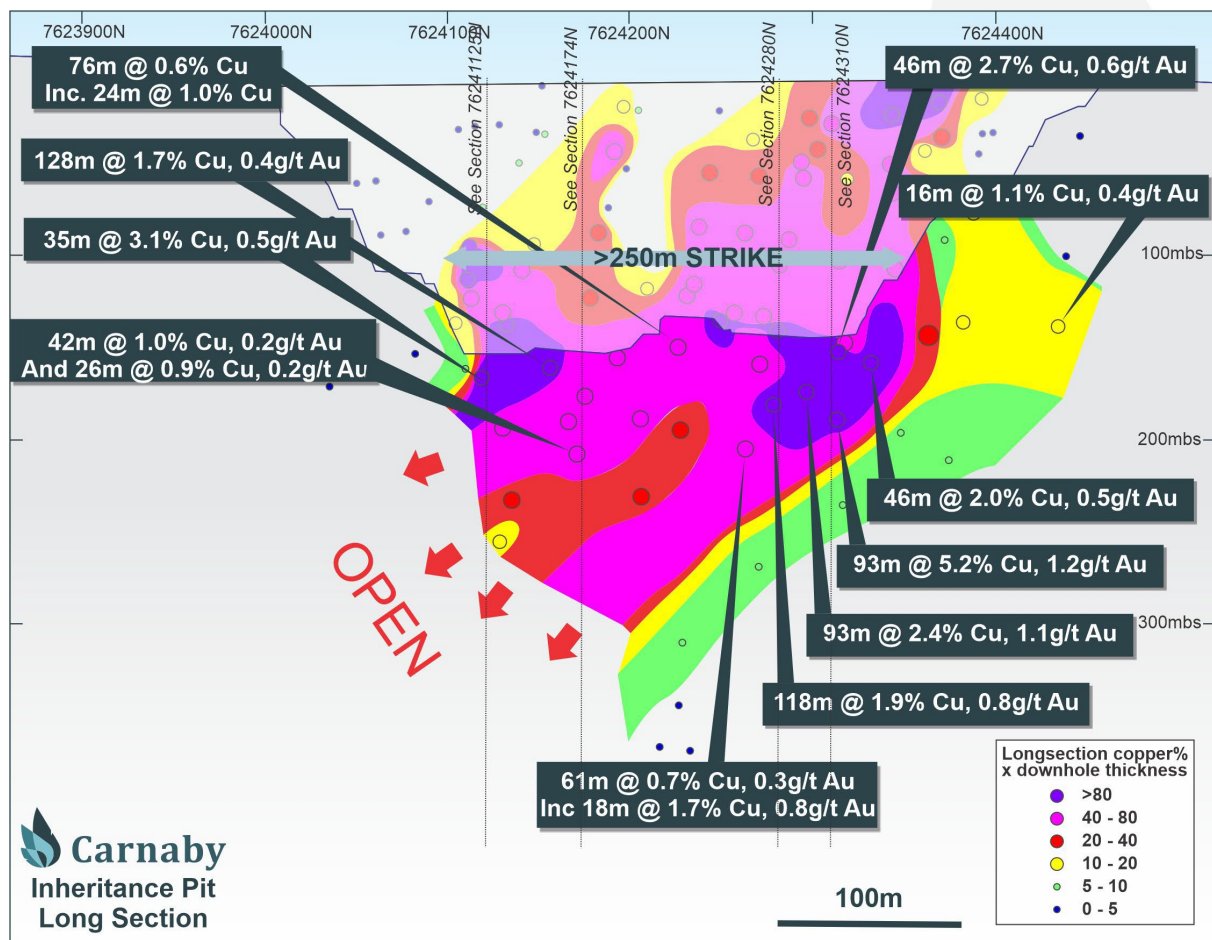 7623900N
7624000N
7624100N
7624200N
7624400N
See Section 7624112SN
See Section 7624174N
See Section 7624280N
See Section 7624310N
76m @ 0.6% Cu
Inc. 24m @ 1.0% Cu
46m @ 2.7% Cu, 0.6g/t Au
128m @ 1.7% Cu, 0.4g/t Au
16m @ 1.1% Cu, 0.4g/t Au
35m @ 3.1% Cu, 0.5g/t Au
>250m STRIKE
100mbs
42m @ 1.0% Cu, 0.2g/t Au
And 26m @ 0.9% Cu, 0.2g/t Au
200mbs
46m @ 2.0% Cu, 0.5g/t Au
OPEN
93m @ 5.2% Cu, 1.2g/t Au
300mbs
93m @ 2.4% Cu, 1.1g/t Au
118m @ 1.9% Cu, 0.8g/t Au
61m @ 0.7% Cu, 0.3g/t Au
Inc 18m @ 1.7% Cu, 0.8g/t Au
Longsection copper%
x downhole thickness
>80
40 - 80
20 - 40
10 - 20
5 - 10
0 - 5
Carnaby
Inheritance Pit
Long Section
100m